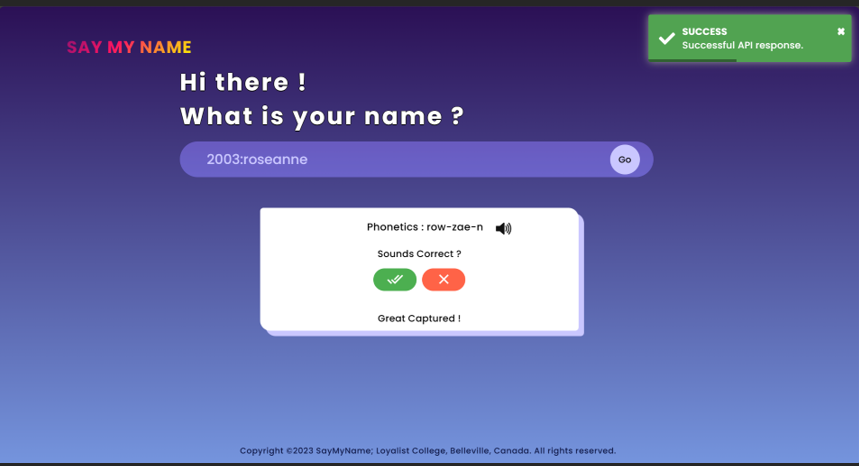 SAY MY NAME
SUCCESS
Successful API response.
Hi there !
What is your name ?
2003:roseanne
Go
Phonetics : row-zae-n
Sounds Correct ?
Great Captured !
Copyright ©2023 SayMyName; Loyalist College, Belleville, Canada. All rights reserved.